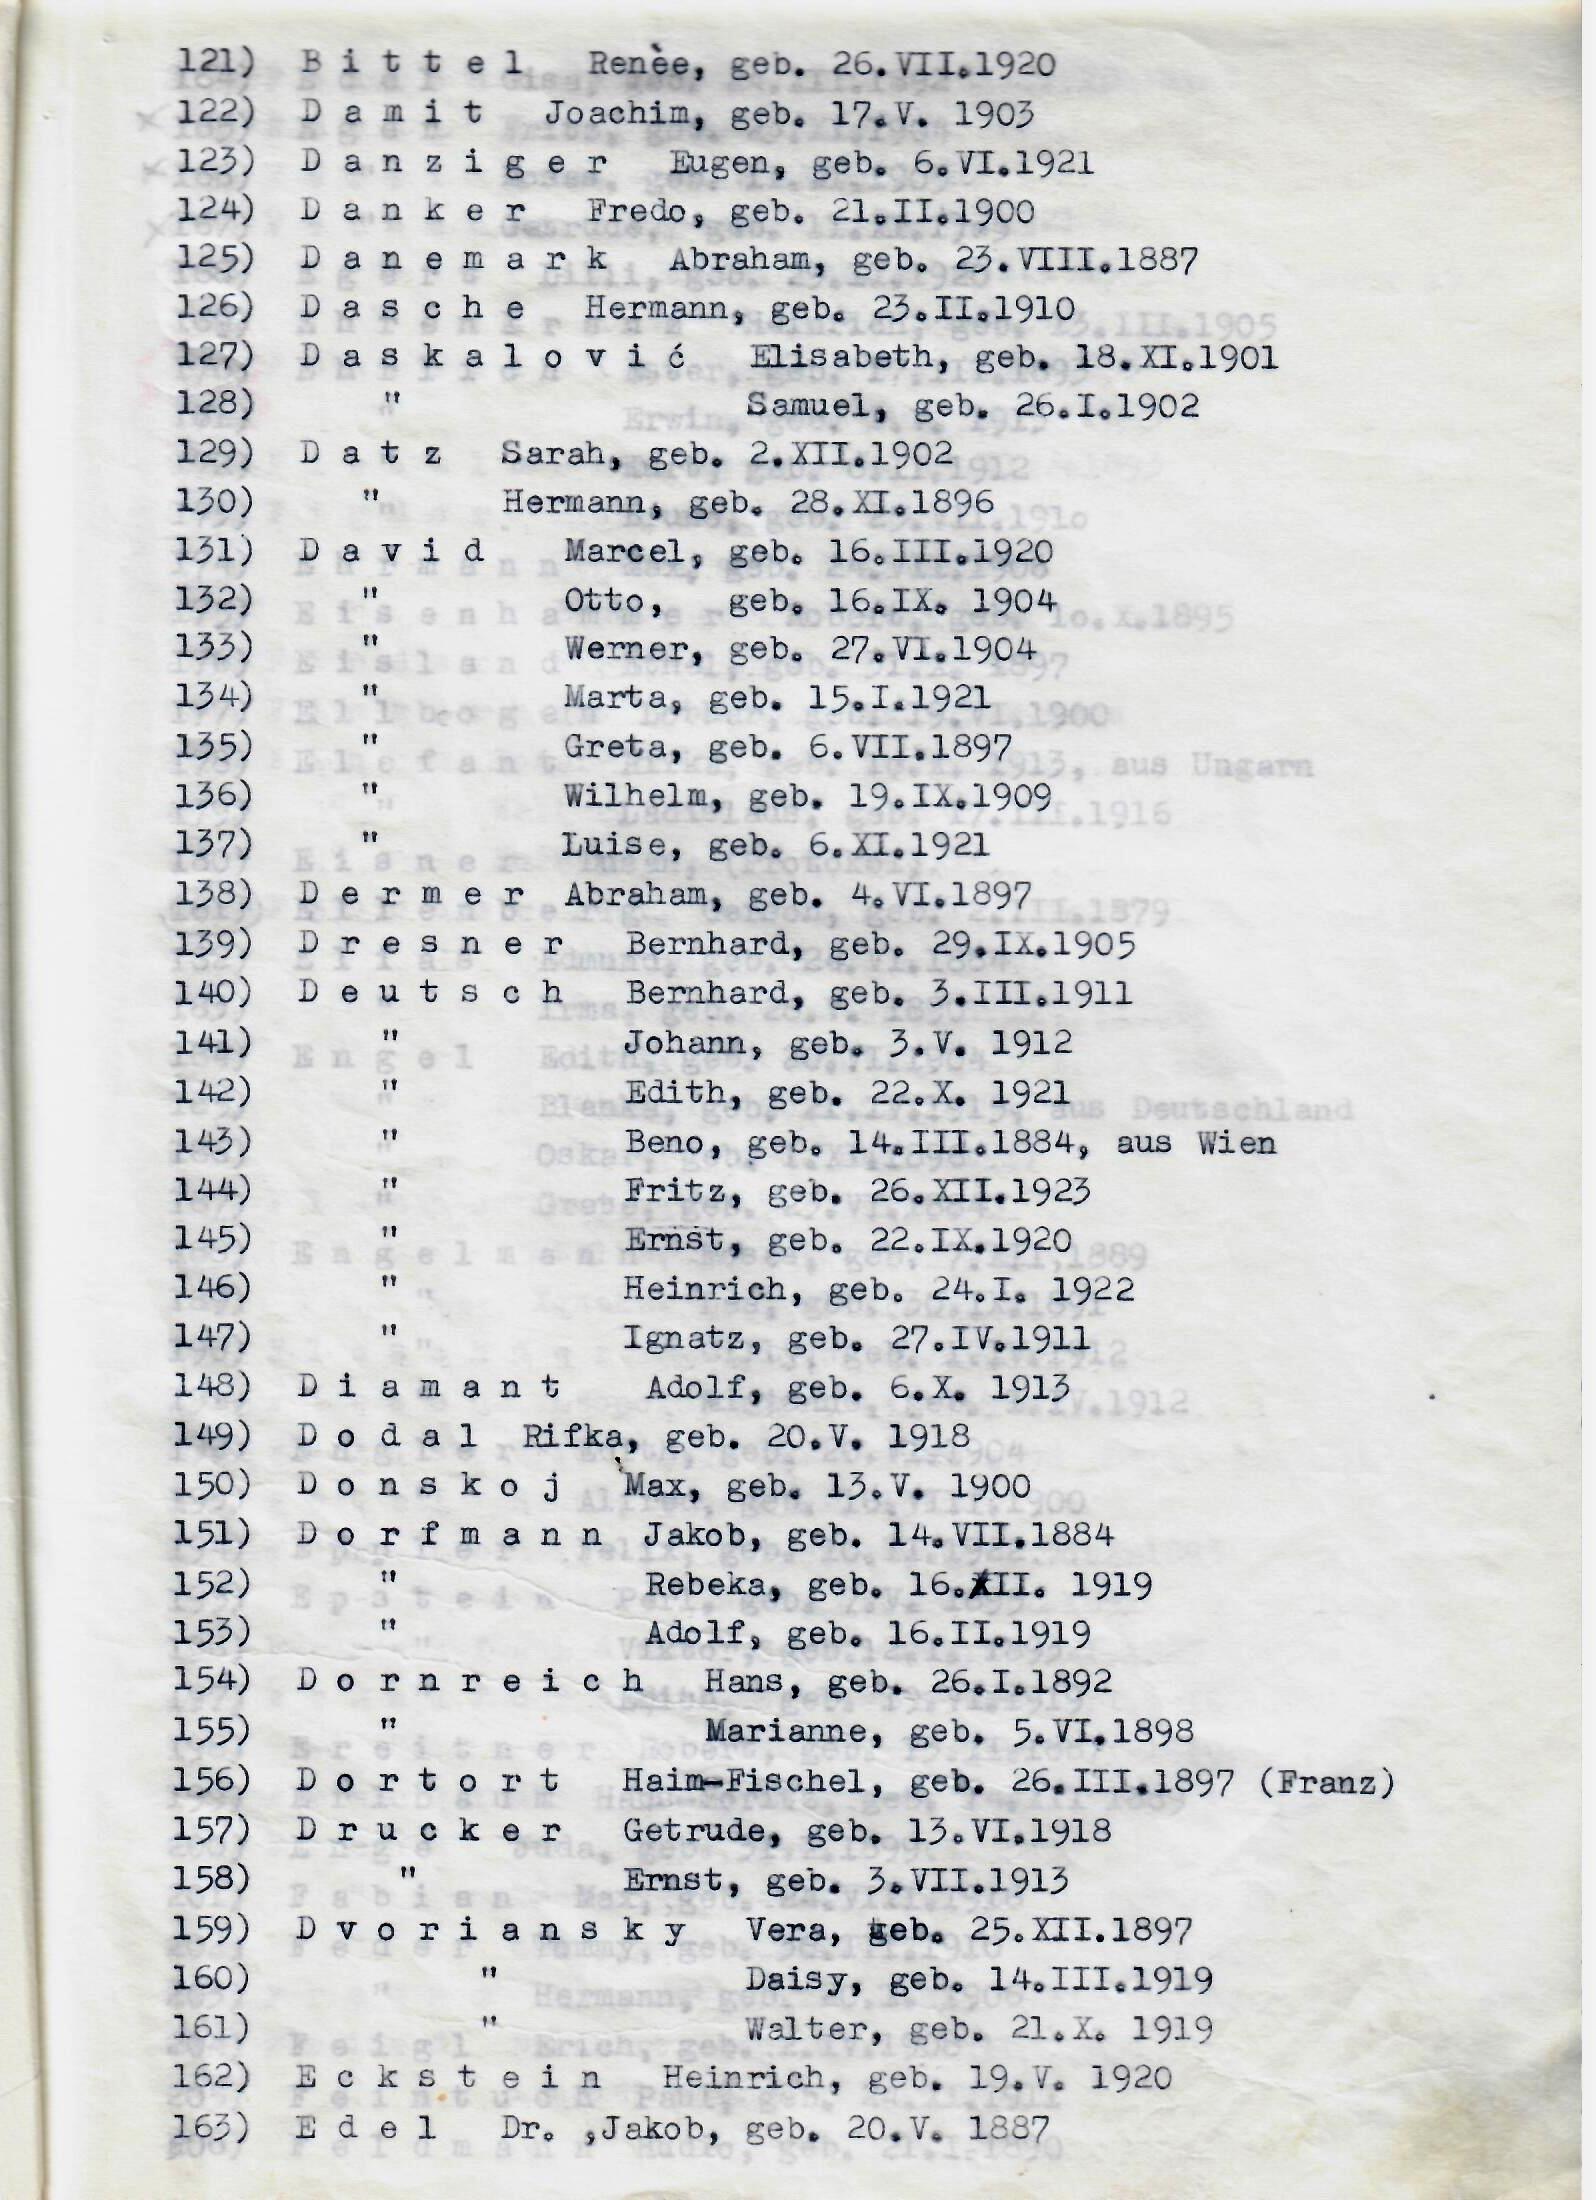 121) B i t t e l Renèe, geb. 26.VII.1920
122) D a m i t Joachim, geb. 17.V. 1903
123) D a n z i g e r Eugen, geb. 6.VI.1921
124) D a n k e r Fredo, geb. 21.II.1900
125) D a n e m a r k Abraham, geb. 23.VIII.1887
126) D a s c h e Hermann, geb. 23.II.1910
127) D a s k a l o v i ć Elisabeth, geb. 18.XI.1901
128) " Samuel, geb. 26.I.1902
129) D a t z Sarah, geb. 2.XII.1902
130) " Hermann, geb. 28.XI.1896
131) D a v i d Marcel, geb. 16.III.1920
132) " Otto, geb. 16.IX. 1904
133) " Werner, geb. 27.VI.1904
134) " Marta, geb. 15.I.1921
135) " Greta, geb. 6.VII.1897
136) " Wilhelm, geb. 19.IX.1909
137) " Luise, geb. 6.XI.1921
138) D e r m e r Abraham, geb. 4.VI.1897
139) D r e s n e r Bernhard, geb. 29.IX.1905
140) D e u t s c h Bernhard, geb. 3.III.1911
141) " Johann, geb. 3.V. 1912
142) " Edith, geb. 22.X. 1921
143) " Beno, geb. 14.III.1884, aus Wien
144) " Fritz, geb. 26.XII.1923
145) " Ernst, geb. 22.IX.1920
146) " Heinrich, geb. 24.I. 1922
147) " Ignatz, geb. 27.IV.1911
148) D i a m a n t Adolf, geb. 6.X. 1913
149) D o d a l Rifka, geb. 20.V. 1918
150) D o n s k o j Max, geb. 13.V. 1900
151) D o r f m a n n Jakob, geb. 14.VII.1884
152) " Rebeka, geb. 16.XII. 1919
153) " Adolf, geb. 16.II.1919
154) D o r n r e i c h Hans, geb. 26.I.1892
155) " Marianne, geb. 5.VI.1898
156) D o r t o r t Haim-Fischel, geb. 26.III.1897 (Franz)
157) D r u c k e r Getrude, geb. 13.VI.1918
158) " Ernst, geb. 3.VII.1913
159) D v o r i a n s k y Vera, geb. 25.XII.1897
160) " Daisy, geb. 14.III.1919
161) " Walter, geb. 21.X. 1919
162) E c k s t e i n Heinrich, geb. 19.V. 1920
163) E d e l Dr. ,Jakob, geb. 20.V. 1887